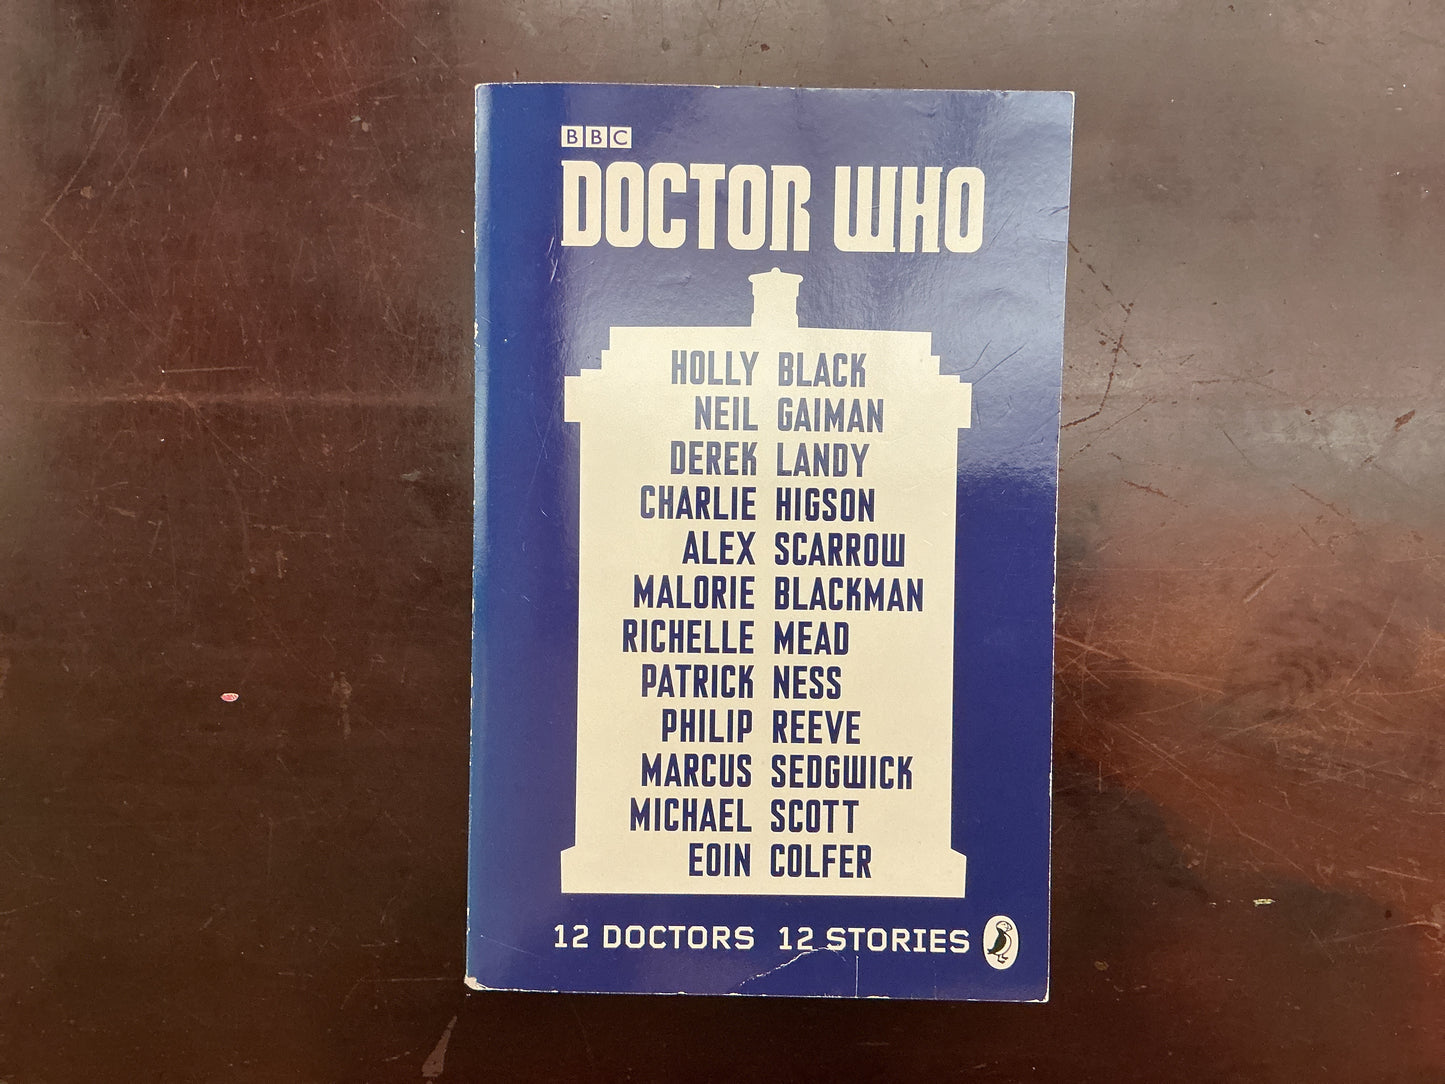 BBC
DOCTOR WHO
HOLLY BLACK
NEIL GAIMAN
DEREK LANDY
CHARLIE HIGSON
ALEX SCARROW
MALORIE BLACKMAN
RICHELLE MEAD
PATRICK NESS
PHILIP REEVE
MARCUS SEDGWICK
MICHAEL SCOTT
EOIN COLFER
12 DOCTORS 12 STORIES